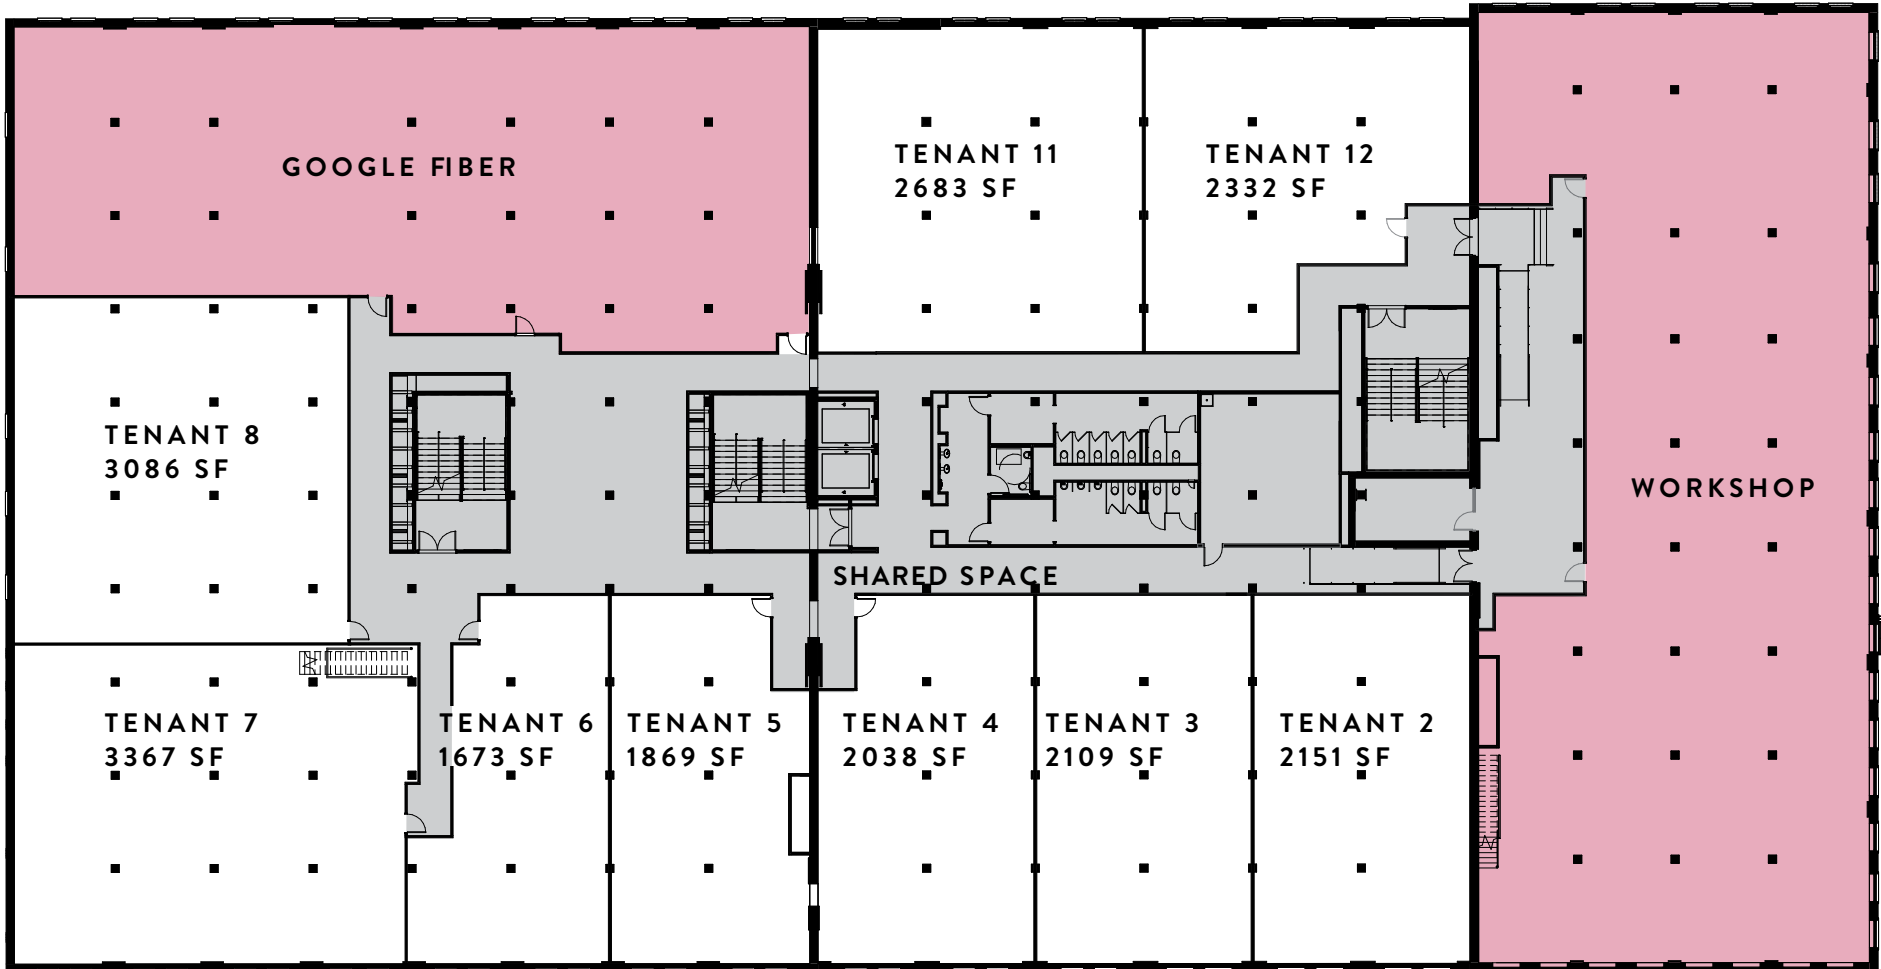 GOOGLE FIBER
TENANT 11
2683 SF
TENANT 12
2332 SF
TENANT 8
3086 SF
WORKSHOP
SHARED SPACE
TENANT 7
3367 SF
TENANT 6
1673 SF
TENANT 5
1869 SF
TENANT 4
2038 SF
TENANT 3
2109 SF
TENANT 2
2151 SF